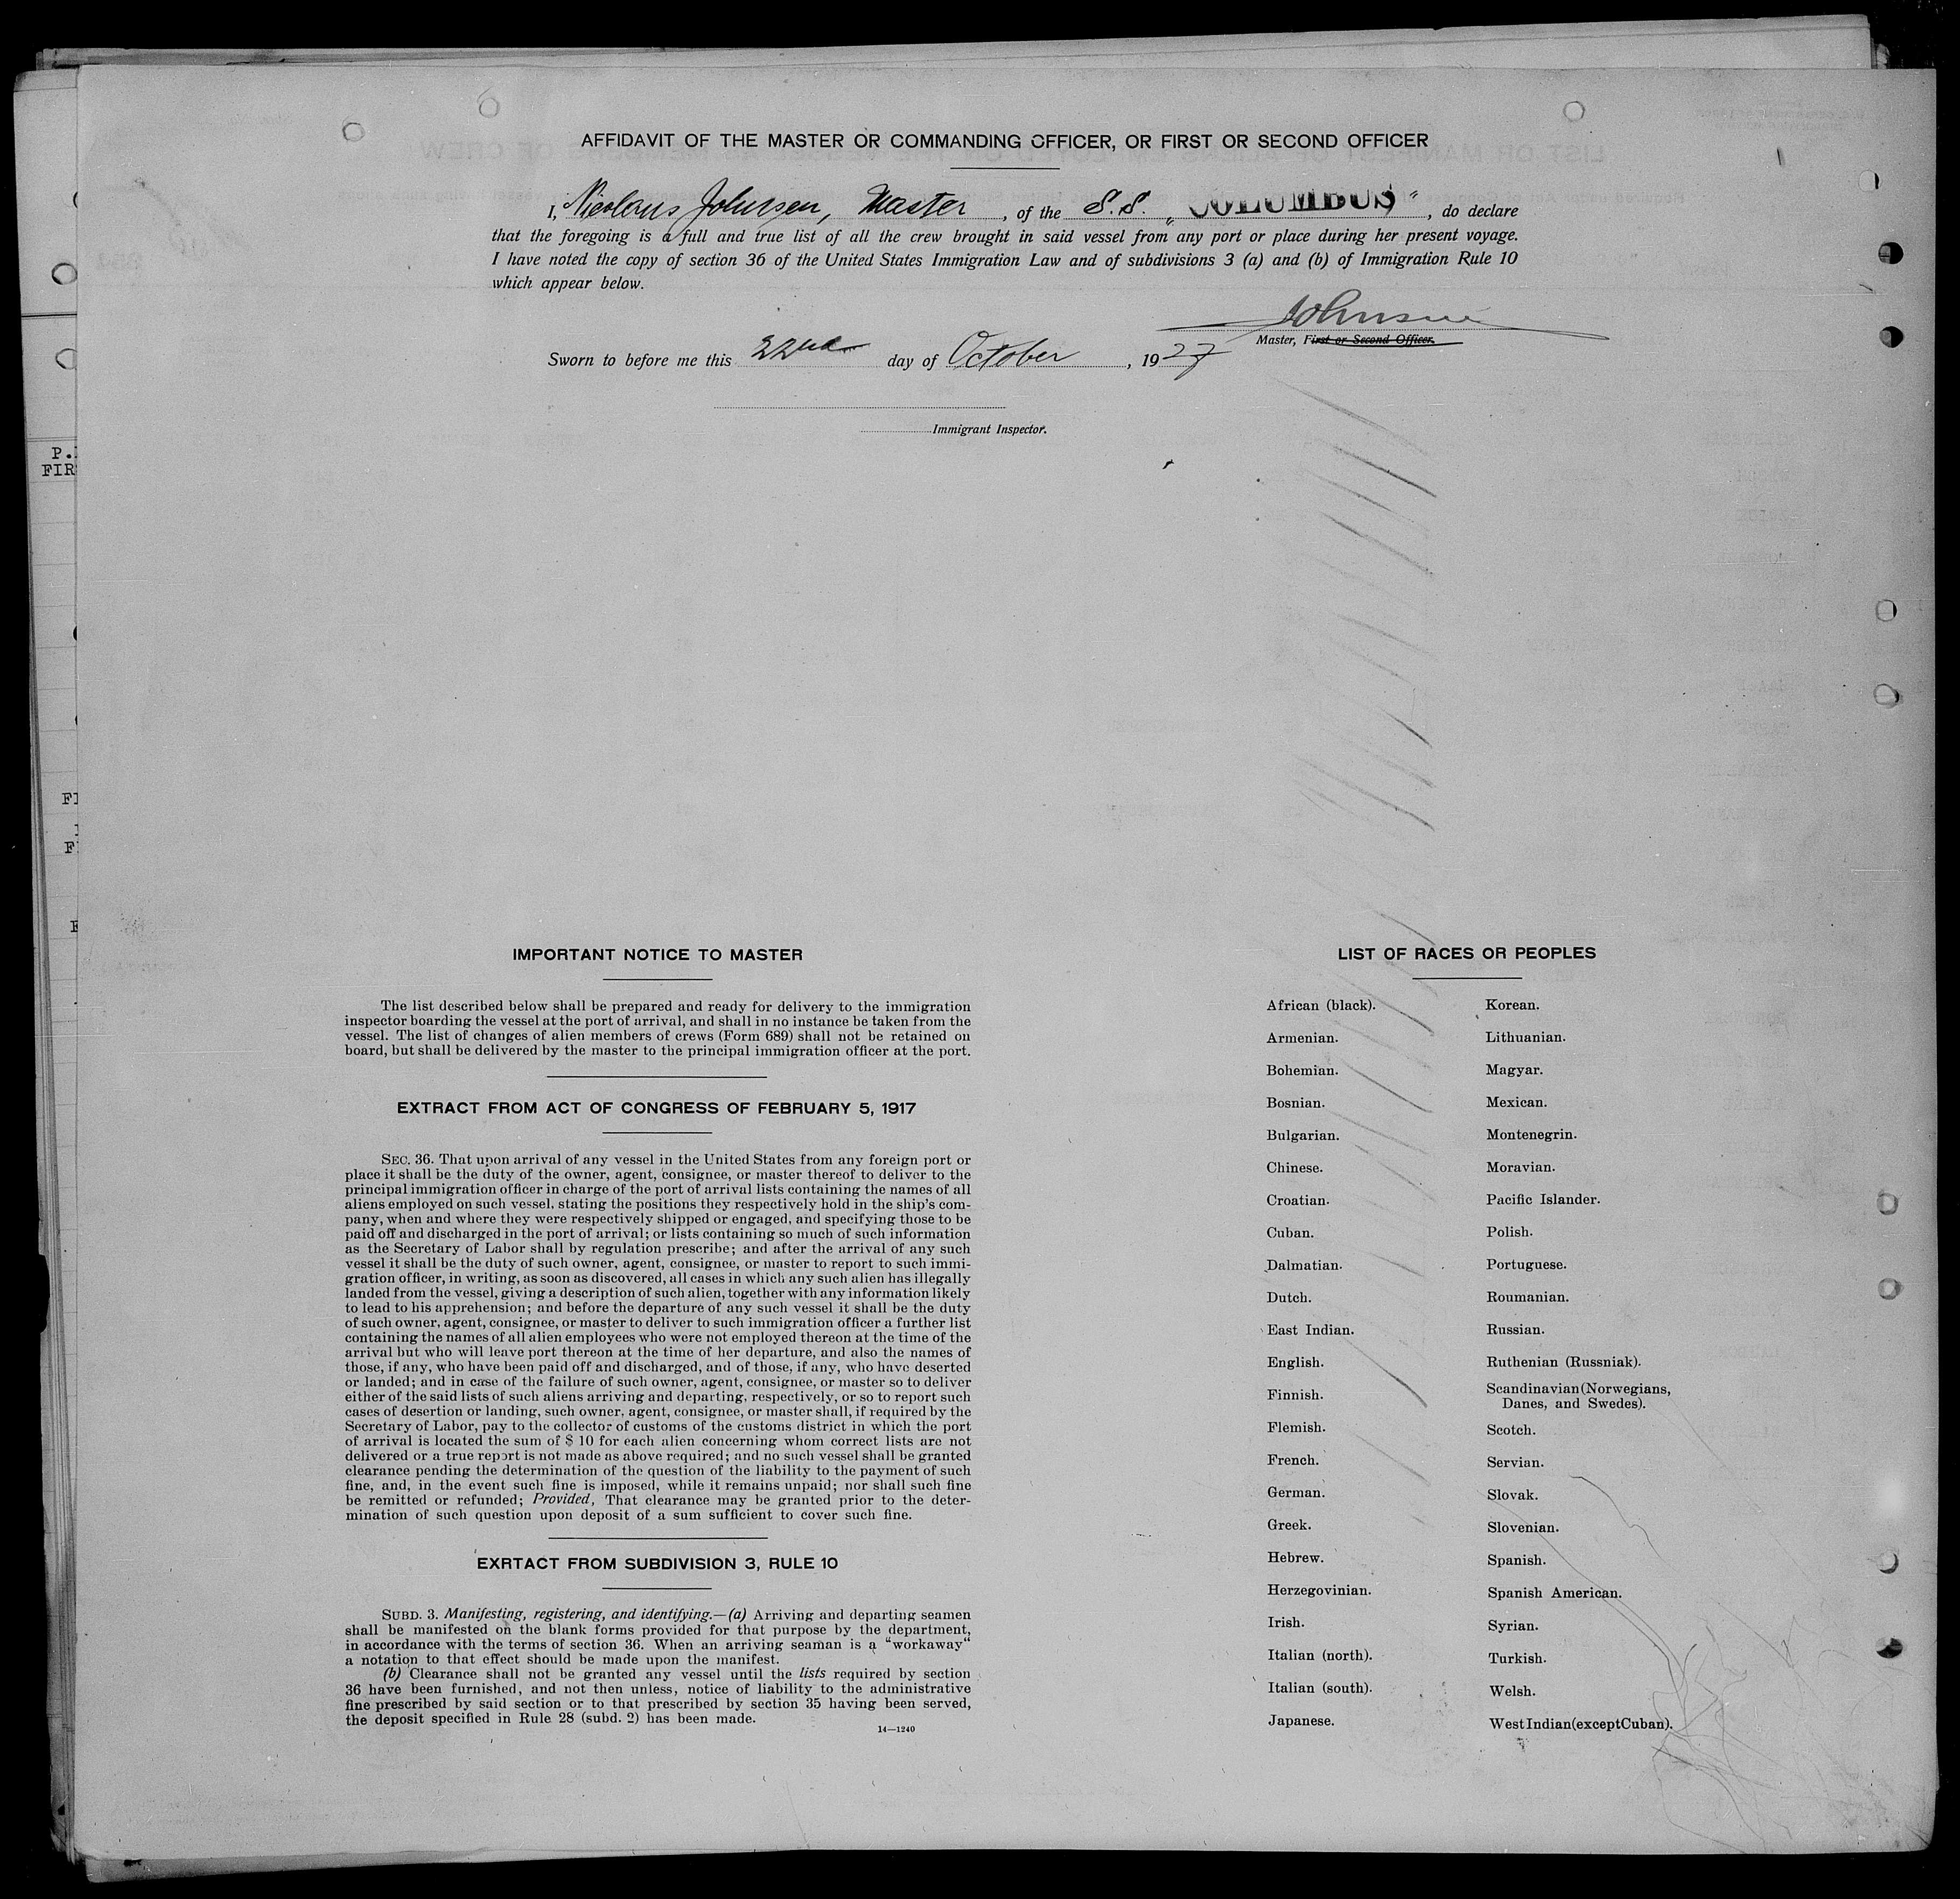 AFFIDAVIT OF THE MASTER OR COMMANDING OFFICER, OR FIRST OR SECOND OFFICER
I, Nicolaus Johnsen, Master, of the S.S. „COLUMBUS“, do declare
that the foregoing is a full and true list of all the crew brought in said vessel from any port or place during her present voyage.
I have noted the copy of section 36 of the United States Immigration Law and of subdivisions 3 (a) and (b) of Immigration Rule 10
which appear below.
Johnsen
Master, First or Second Officer.
Sworn to before me this 22nd day of October, 1927
Immigrant Inspector.
P.
FIR
FI
F
F
IMPORTANT NOTICE TO MASTER
The list described below shall be prepared and ready for delivery to the immigration
inspector boarding the vessel at the port of arrival, and shall in no instance be taken from the
vessel. The list of changes of alien members of crews (Form 689) shall not be retained on
board, but shall be delivered by the master to the principal immigration officer at the port.
EXTRACT FROM ACT OF CONGRESS OF FEBRUARY 5, 1917
SEC. 36. That upon arrival of any vessel in the United States from any foreign port or
place it shall be the duty of the owner, agent, consignee, or master thereof to deliver to the
principal immigration officer in charge of the port of arrival lists containing the names of all
aliens employed on such vessel, stating the positions they respectively hold in the ship's com-
pany, when and where they were respectively shipped or engaged, and specifying those to be
paid off and discharged in the port of arrival; or lists containing so much of such information
as the Secretary of Labor shall by regulation prescribe; and after the arrival of any such
vessel it shall be the duty of such owner, agent, consignee, or master to report to such immi-
gration officer, in writing, as soon as discovered, all cases in which any such alien has illegally
landed from the vessel, giving a description of such alien, together with any information likely
to lead to his apprehension; and before the departure of any such vessel it shall be the duty
of such owner, agent, consignee, or master to deliver to such immigration officer a further list
containing the names of all alien employees who were not employed thereon at the time of the
arrival but who will leave port thereon at the time of her departure, and also the names of
those, if any, who have been paid off and discharged, and of those, if any, who have deserted
or landed; and in case of the failure of such owner, agent, consignee, or master so to deliver
either of the said lists of such aliens arriving and departing, respectively, or so to report such
cases of desertion or landing, such owner, agent, consignee, or master shall, if required by the
Secretary of Labor, pay to the collector of customs of the customs district in which the port
of arrival is located the sum of $ 10 for each alien concerning whom correct lists are not
delivered or a true report is not made as above required; and no such vessel shall be granted
clearance pending the determination of the question of the liability to the payment of such
fine, and, in the event such fine is imposed, while it remains unpaid; nor shall such fine
be remitted or refunded; Provided, That clearance may be granted prior to the deter-
mination of such question upon deposit of a sum sufficient to cover such fine.
EXRTACT FROM SUBDIVISION 3, RULE 10
SUBD. 3. Manifesting, registering, and identifying.—(a) Arriving and departing seamen
shall be manifested on the blank forms provided for that purpose by the department,
in accordance with the terms of section 36. When an arriving seaman is a “workaway“
a notation to that effect should be made upon the manifest.
(b) Clearance shall not be granted any vessel until the lists required by section
36 have been furnished, and not then unless, notice of liability to the administrative
fine prescribed by said section or to that prescribed by section 35 having been served,
the deposit specified in Rule 28 (subd. 2) has been made.
14—1240
LIST OF RACES OR PEOPLES
African (black).
Armenian.
Bohemian.
Bosnian.
Bulgarian.
Chinese.
Croatian.
Cuban.
Dalmatian.
Dutch.
East Indian.
English.
Finnish.
Flemish.
French.
German.
Greek.
Hebrew.
Herzegovinian.
Irish.
Italian (north).
Italian (south).
Japanese.
Korean.
Lithuanian.
Magyar.
Mexican.
Montenegrin.
Moravian.
Pacific Islander.
Polish.
Portuguese.
Roumanian.
Russian.
Ruthenian (Russniak).
Scandinavian (Norwegians,
Danes, and Swedes).
Scotch.
Servian.
Slovak.
Slovenian.
Spanish.
Spanish American.
Syrian.
Turkish.
Welsh.
West Indian (except Cuban).